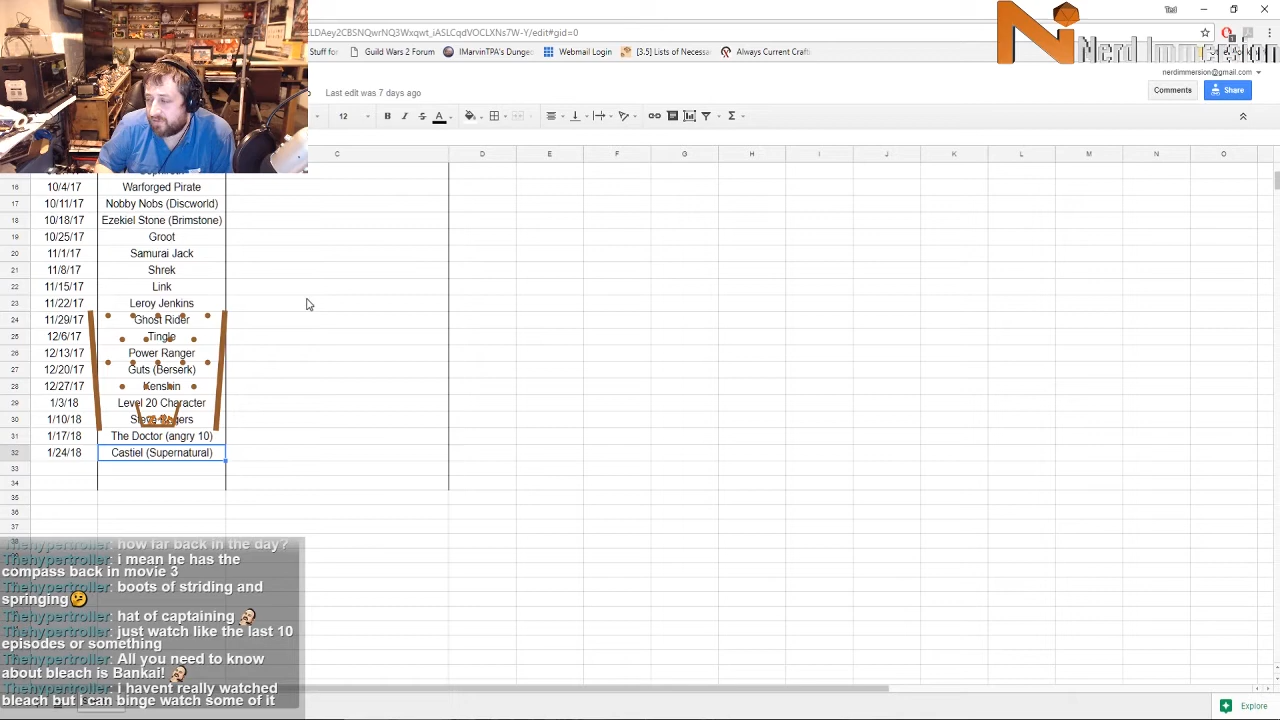 LDAey2CBSNQwrNQ3Wxqwt_iASLCqdVOCLXNs7W-Y/edit#gid=0
Nerd Immersion
Stuff for
Guild Wars 2 Forum
IMarvinTPA's Dunge
Webmail Login
[3.5] Lists of Necessa
Always Current Craft
nerdimmersion@gmail.com
Last edit was 7 days ago
Comments
Share
12
B I S A
C D E F G H I J K L M N O
16 10/4/17 Warforged Pirate
17 10/11/17 Nobby Nobs (Discworld)
18 10/18/17 Ezekiel Stone (Brimstone)
19 10/25/17 Groot
20 11/1/17 Samurai Jack
21 11/8/17 Shrek
22 11/15/17 Link
23 11/22/17 Leroy Jenkins
24 11/29/17 Ghost Rider
25 12/6/17 Tingle
26 12/13/17 Power Ranger
27 12/20/17 Guts (Berserk)
28 12/27/17 Kenshin
29 1/3/18 Level 20 Character
30 1/10/18 Steve Rogers
31 1/17/18 The Doctor (angry 10)
32 1/24/18 Castiel (Supernatural)
33
34
35
36
37
38
Thehypertroller: how far back in the day?
Thehypertroller: i mean he has the
compass back in movie 3
Thehypertroller: boots of striding and
springing
Thehypertroller: hat of captaining
Thehypertroller: just watch like the last 10
episodes or something
Thehypertroller: All you need to know
about bleach is Bankai!
Thehypertroller: i havent really watched
bleach but i can binge watch some of it
Explore